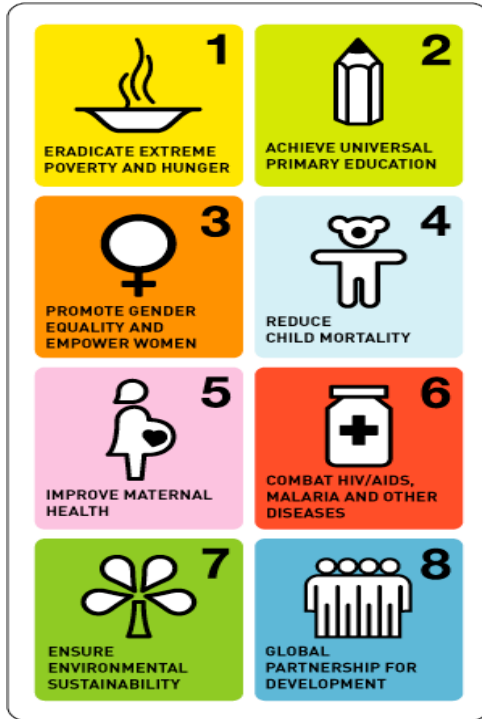 1
ERADICATE EXTREME
POVERTY AND HUNGER
2
ACHIEVE UNIVERSAL
PRIMARY EDUCATION
3
PROMOTE GENDER
EQUALITY AND
EMPOWER WOMEN
4
REDUCE
CHILD MORTALITY
5
IMPROVE MATERNAL
HEALTH
6
COMBAT HIV/AIDS,
MALARIA AND OTHER
DISEASES
7
ENSURE
ENVIRONMENTAL
SUSTAINABILITY
8
GLOBAL
PARTNERSHIP FOR
DEVELOPMENT